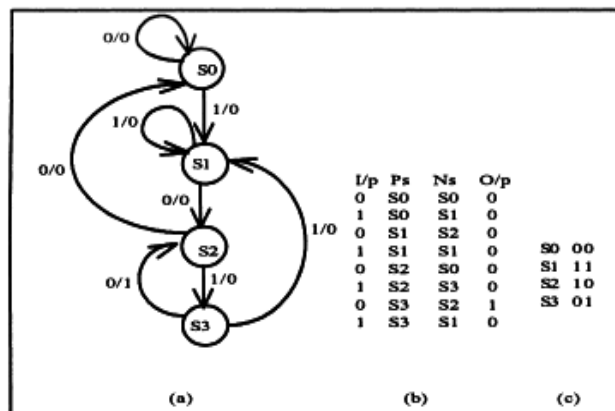 0/0
S0
1/0
1/0
S1
0/0
0/0
S2
1/0
0/1
1/0
S3
(a)
I/p Ps Ns O/p
0 S0 S0 0
1 S0 S1 0
0 S1 S2 0
1 S1 S1 0
0 S2 S0 0
1 S2 S3 0
0 S3 S2 1
1 S3 S1 0
(b)
S0 00
S1 11
S2 10
S3 01
(c)